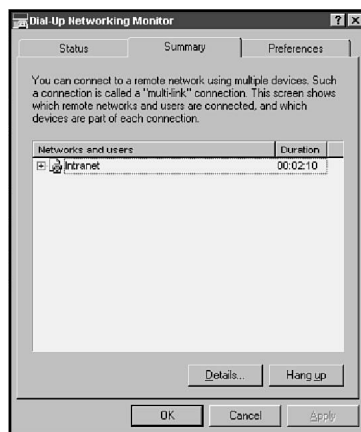 Dial-Up Networking Monitor
Status Summary Preferences
You can connect to a remote network using multiple devices. Such
a connection is called a "multi-link" connection. This screen shows
which remote networks and users are connected, and which
devices are part of each connection.
Networks and users Duration
Intranet 00:02:10
Details... Hang up
OK Cancel Apply